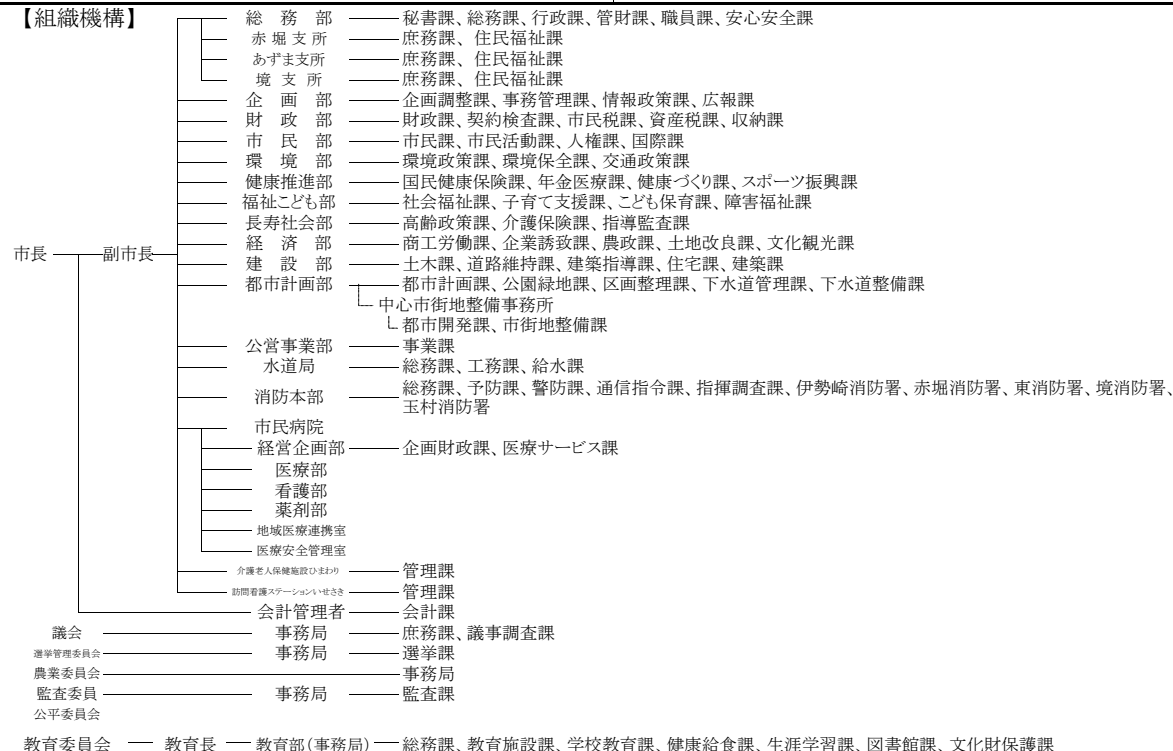 【組織機構】
総務部 秘書課、総務課、行政課、管財課、職員課、安心安全課
赤堀支所 庶務課、住民福祉課
あずま支所 庶務課、住民福祉課
境支所 庶務課、住民福祉課
企画部 企画調整課、事務管理課、情報政策課、広報課
財政部 財政課、契約検査課、市民税課、資産税課、収納課
市民部 市民課、市民活動課、人権課、国際課
環境部 環境政策課、環境保全課、交通政策課
健康推進部 国民健康保険課、年金医療課、健康づくり課、スポーツ振興課
福祉こども部 社会福祉課、子育て支援課、こども保育課、障害福祉課
長寿社会部 高齢政策課、介護保険課、指導監査課
経済部 商工労働課、企業誘致課、農政課、土地改良課、文化観光課
市長 副市長
建設部 土木課、道路維持課、建築指導課、住宅課、建築課
都市計画部 都市計画課、公園緑地課、区画整理課、下水道管理課、下水道整備課
中心市街地整備事務所
都市開発課、市街地整備課
公営事業部 事業課
水道局 総務課、工務課、給水課
消防本部 総務課、予防課、警防課、通信指令課、指揮調査課、伊勢崎消防署、赤堀消防署、東消防署、境消防署、
玉村消防署
市民病院
経営企画部 企画財政課、医療サービス課
医療部
看護部
薬剤部
地域医療連携室
医療安全管理室
介護老人保健施設ひまわり 管理課
訪問看護ステーションいせさき 管理課
会計管理者 会計課
議会 事務局 庶務課、議事調査課
選挙管理委員会 事務局 選挙課
農業委員会 事務局
監査委員 事務局 監査課
公平委員会
教育委員会 教育長 教育部(事務局) 総務課、教育施設課、学校教育課、健康給食課、生涯学習課、図書館課、文化財保護課